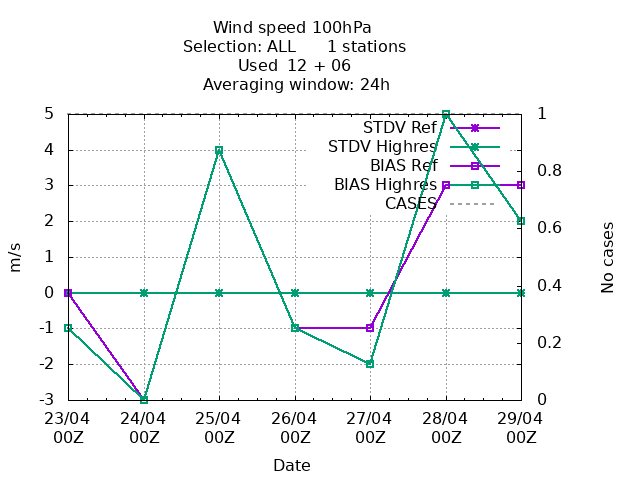 Wind speed 100hPa
Selection: ALL 1 stations
Used 12 + 06
Averaging window: 24h
STDV Ref
STDV Highres
BIAS Ref
BIAS Highres
CASES
5
4
3
2
1
0
-1
-2
-3
m/s
1
0.8
0.6
0.4
0.2
0
No cases
23/04 24/04 25/04 26/04 27/04 28/04 29/04
00Z 00Z 00Z 00Z 00Z 00Z 00Z
Date